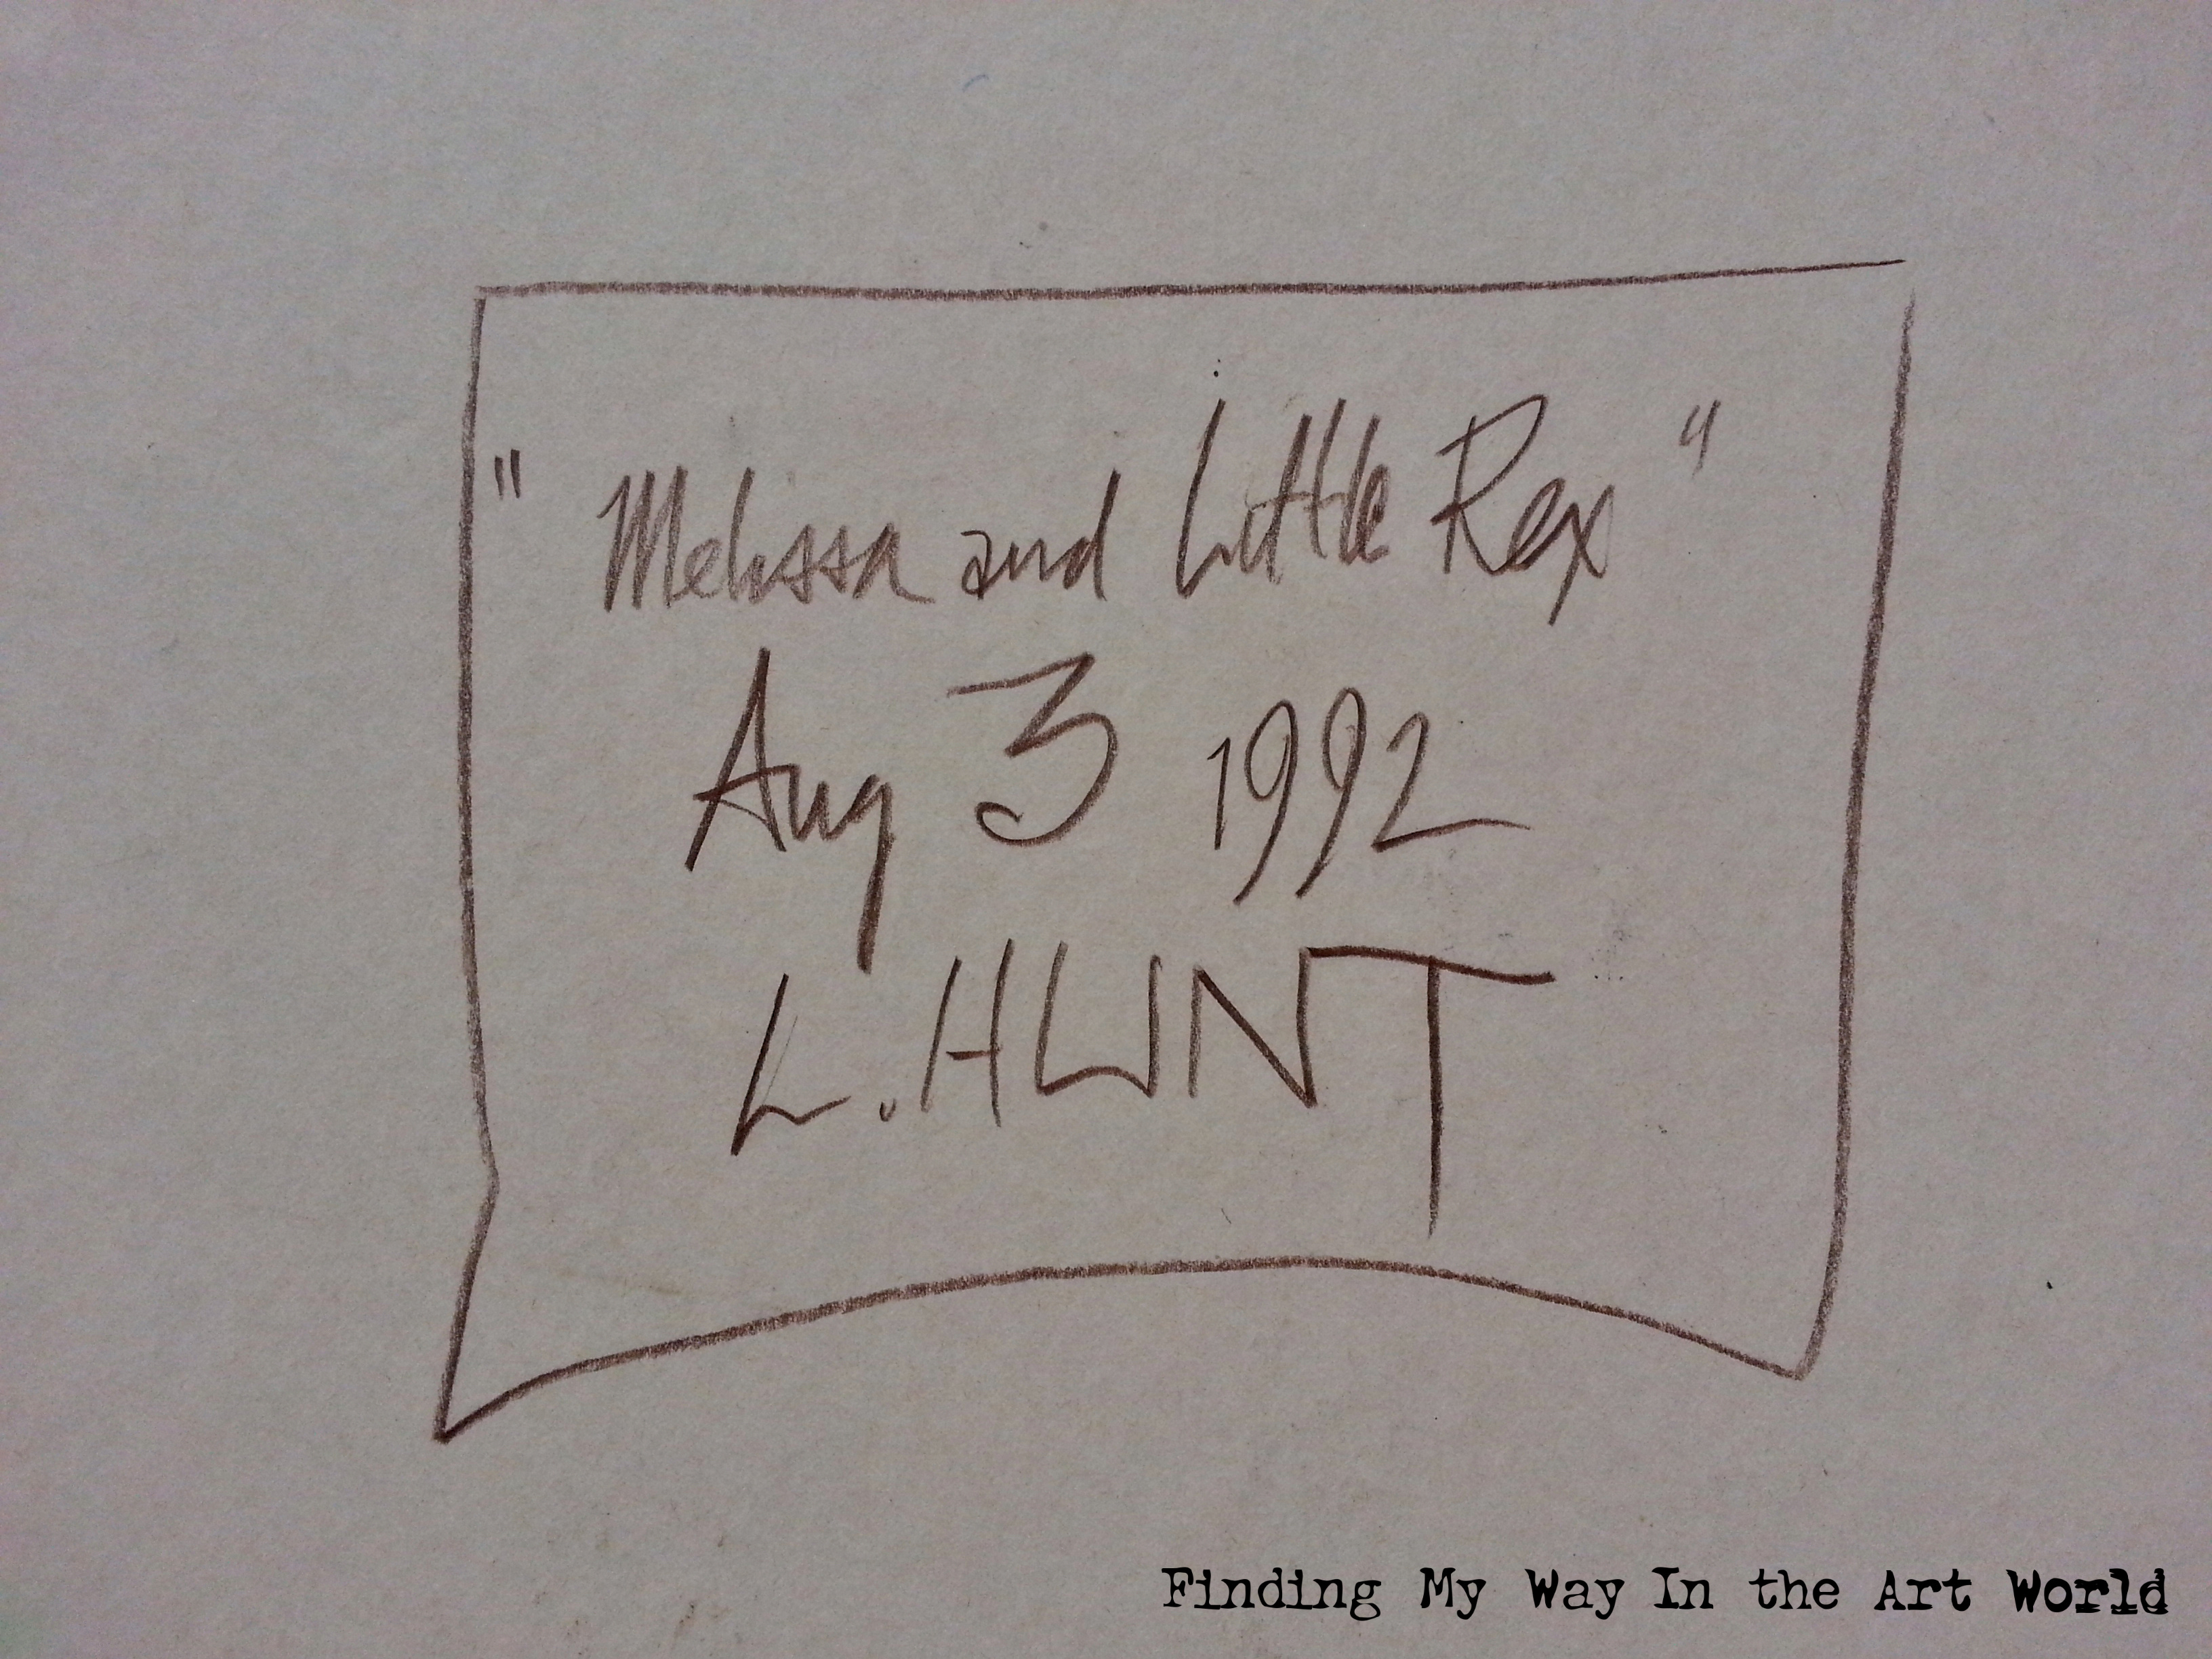 "Melissa and Little Rex"
Aug 3 1992
L. HUNT
Finding My Way In the Art World